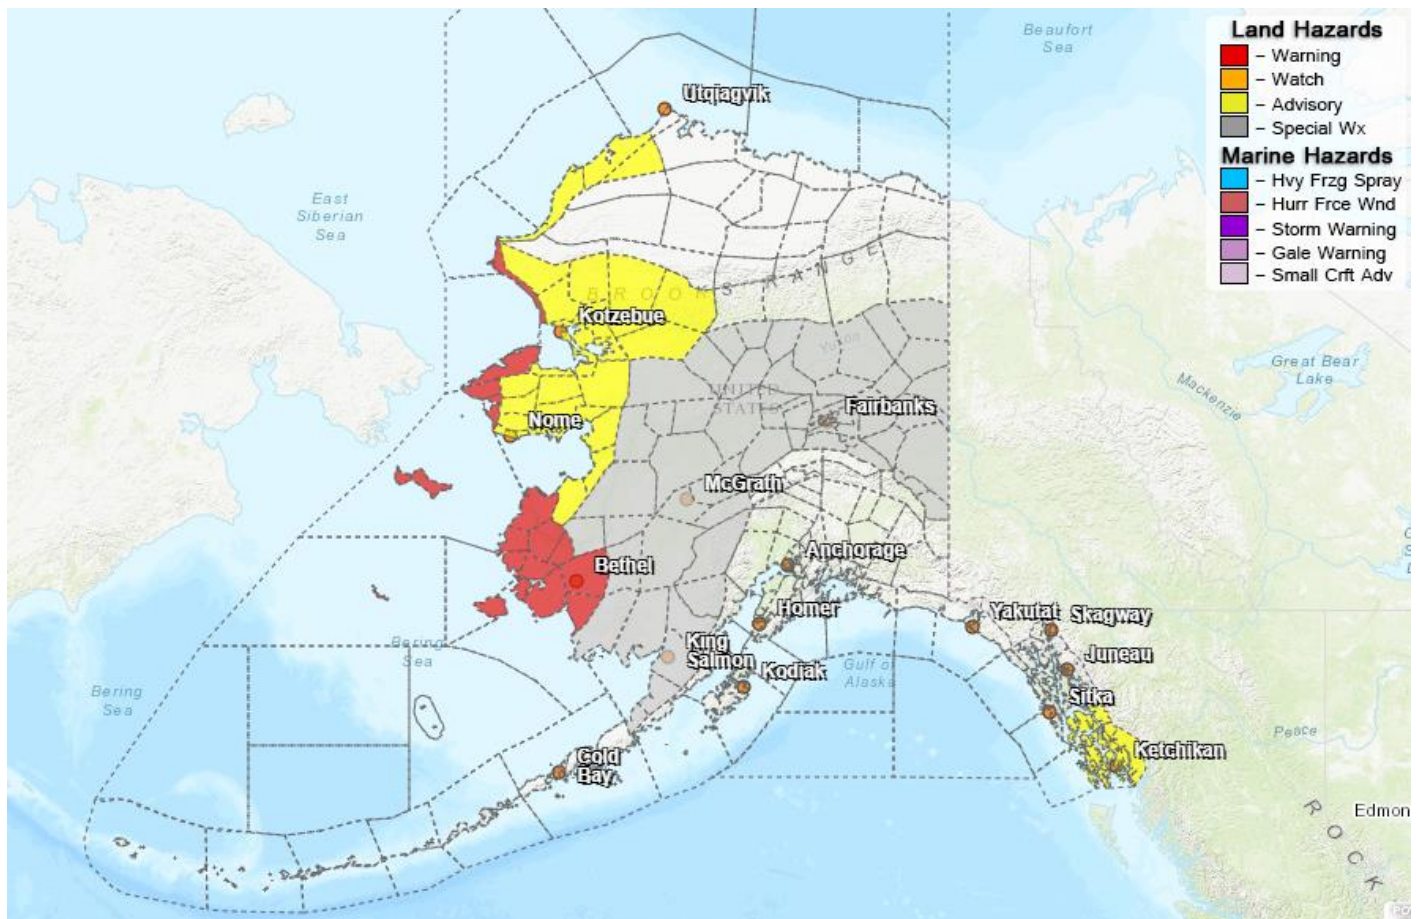 Land Hazards
– Warning
– Watch
– Advisory
– Special Wx
Marine Hazards
– Hvy Frzg Spray
– Hurr Frce Wnd
– Storm Warning
– Gale Warning
– Small Crft Adv
Beaufort
Sea
Utqiagvik
East
Siberian
Sea
BROOKS RANGE
Kotzebue
Yukon
Great Bear
Lake
Mackenzie
UNITED
STATES
Fairbanks
Nome
McGrath
Anchorage
Bethel
Homer
Yakutat
Skagway
Bering
Sea
King
Salmon
Kodiak
Gulf of
Alaska
Juneau
Bering
Sea
Sitka
Peace
Ketchikan
Cold
Bay
Edmon
ROCK